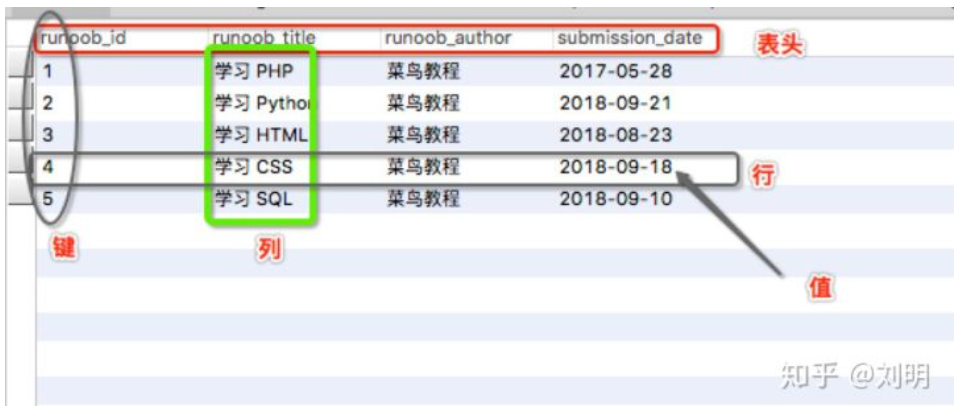 runoob_id runoob_title runoob_author submission_date 表头
1 学习 PHP 菜鸟教程 2017-05-28
2 学习 Python 菜鸟教程 2018-09-21
3 学习 HTML 菜鸟教程 2018-08-23
4 学习 CSS 菜鸟教程 2018-09-18 行
5 学习 SQL 菜鸟教程 2018-09-10
键 列
值
知乎 @刘明